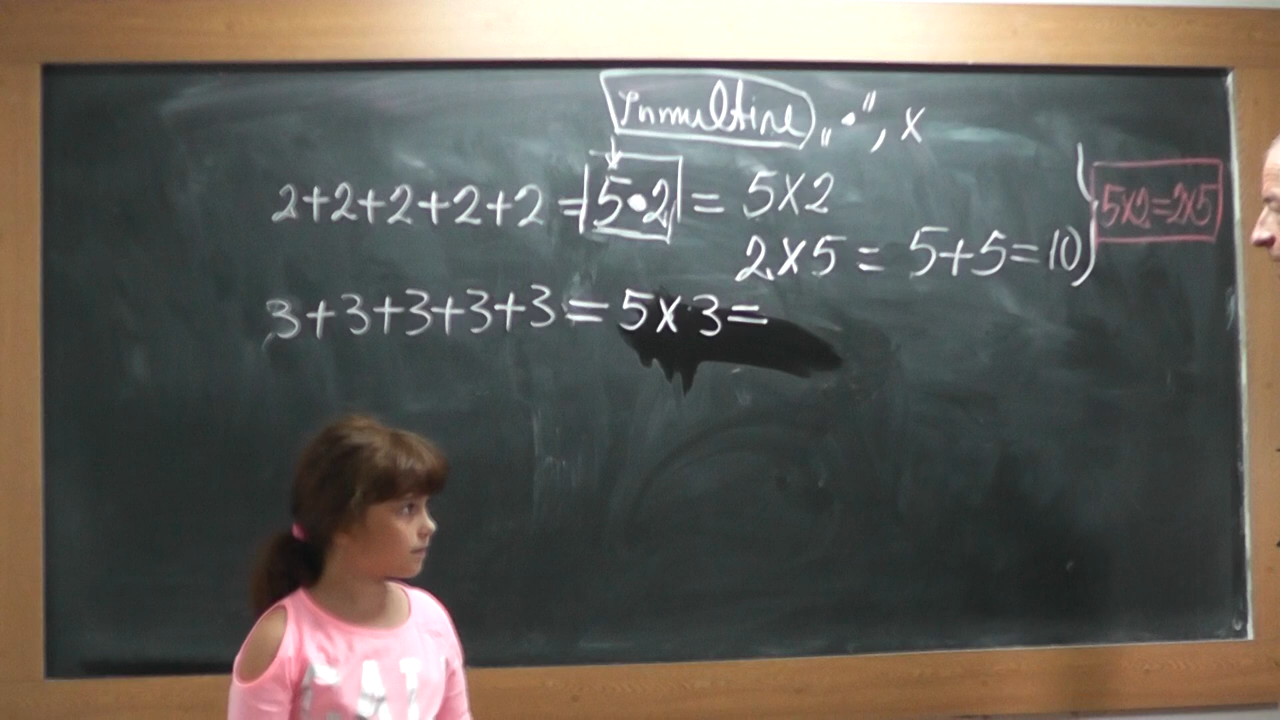 Inmultire „•”, x
2+2+2+2+2 = 5•2 = 5x2
5x2=2x5
2x5 = 5+5=10
3+3+3+3+3 = 5x3=